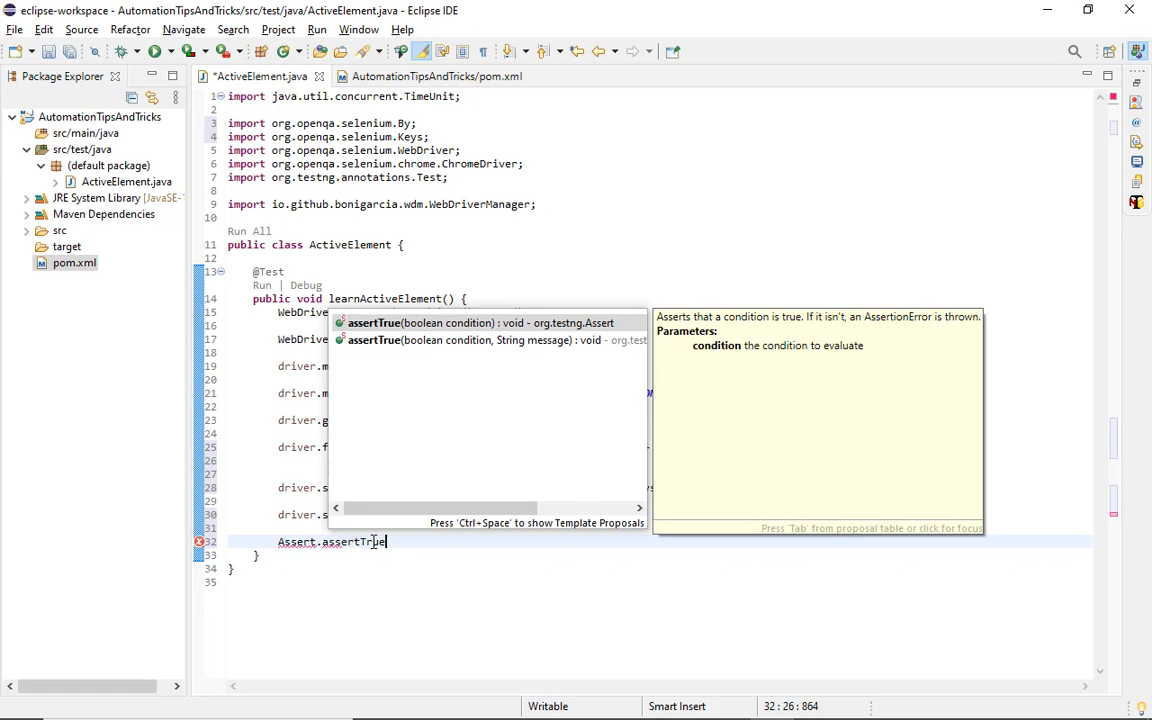 eclipse-workspace - AutomationTipsAndTricks/src/test/java/ActiveElement.java - Eclipse IDE
File Edit Source Refactor Navigate Search Project Run Window Help
Package Explorer
*ActiveElement.java
AutomationTipsAndTricks/pom.xml
AutomationTipsAndTricks
src/main/java
src/test/java
(default package)
ActiveElement.java
JRE System Library [JavaSE-
Maven Dependencies
src
target
pom.xml
1 import java.util.concurrent.TimeUnit;
2
3 import org.openqa.selenium.By;
4 import org.openqa.selenium.Keys;
5 import org.openqa.selenium.WebDriver;
6 import org.openqa.selenium.chrome.ChromeDriver;
7 import org.testng.annotations.Test;
8
9 import io.github.bonigarcia.wdm.WebDriverManager;
10
Run All
11 public class ActiveElement {
12
13 @Test
Run | Debug
14 public void learnActiveElement() {
15 WebDrive
16
17 WebDrive
18
19 driver.m
20
21 driver.m
22
23 driver.g
24
25 driver.f
26
27
28 driver.s
29
30 driver.s
31
32 Assert.assertTrue
33 }
34 }
35
assertTrue(boolean condition) : void - org.testng.Assert
assertTrue(boolean condition, String message) : void - org.test
Press 'Ctrl+Space' to show Template Proposals
Asserts that a condition is true. If it isn't, an AssertionError is thrown.
Parameters:
condition the condition to evaluate
Press 'Tab' from proposal table or click for focus
Writable
Smart Insert
32 : 26 : 864